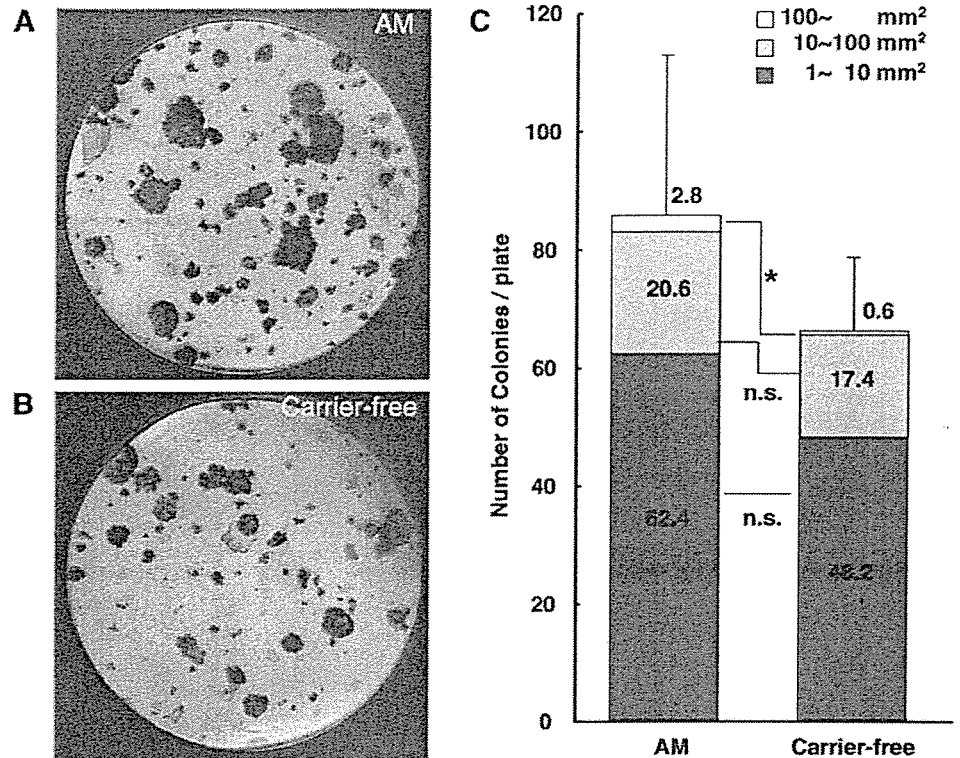 A
AM
B
Carrier-free
C
100~ mm²
10~100 mm²
1~ 10 mm²
Number of Colonies / plate
120
100
80
60
40
20
0
2.8
20.6
62.4
*
n.s.
n.s.
0.6
17.4
48.2
AM
Carrier-free